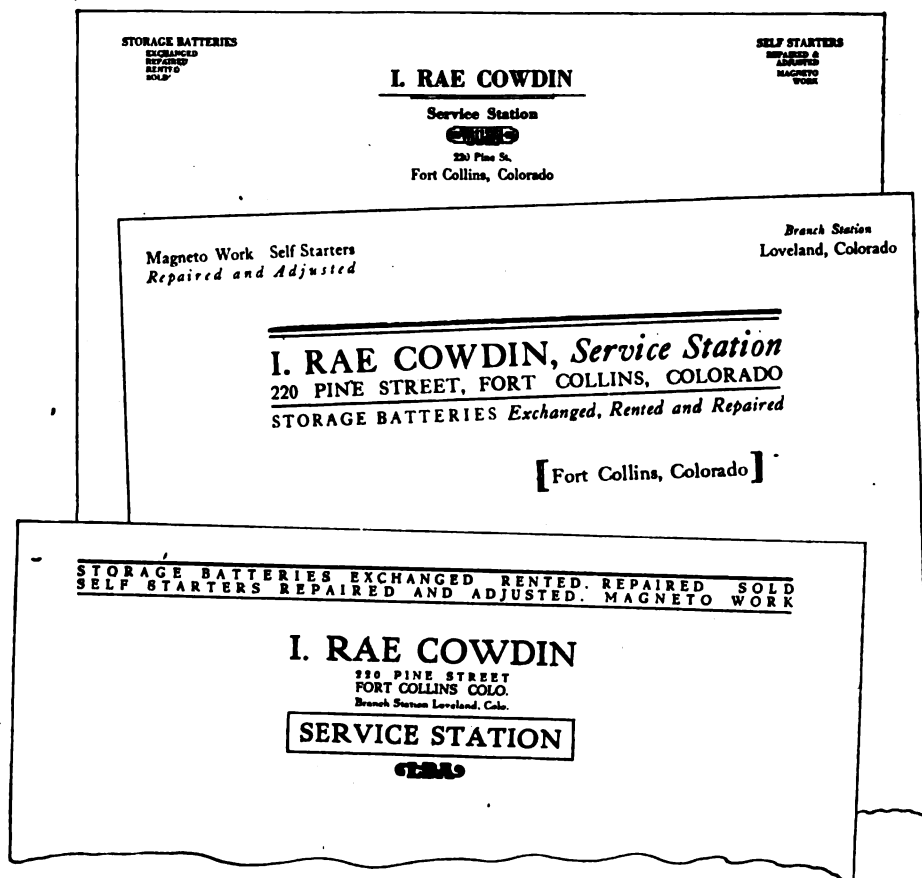 STORAGE BATTERIES
EXCHANGED
REPAIRED
RENTED
SOLD
SELF STARTERS
REPAIRED &
ADJUSTED
MAGNETO
WORK
I. RAE COWDIN
Service Station
220 Pine St.
Fort Collins, Colorado
Magneto Work Self Starters
Repaired and Adjusted
Branch Station
Loveland, Colorado
I. RAE COWDIN, Service Station
220 PINE STREET, FORT COLLINS, COLORADO
STORAGE BATTERIES Exchanged, Rented and Repaired
[Fort Collins, Colorado]
STORAGE BATTERIES EXCHANGED RENTED. REPAIRED SOLD
SELF STARTERS REPAIRED AND ADJUSTED. MAGNETO WORK
I. RAE COWDIN
220 PINE STREET
FORT COLLINS COLO.
Branch Station Loveland, Colo.
SERVICE STATION